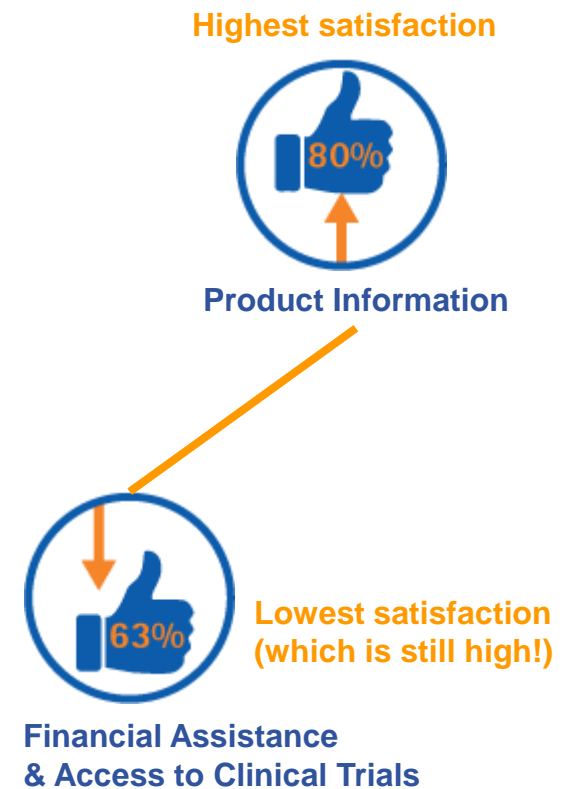 Highest satisfaction
80%
Product Information
63%
Lowest satisfaction
(which is still high!)
Financial Assistance
& Access to Clinical Trials